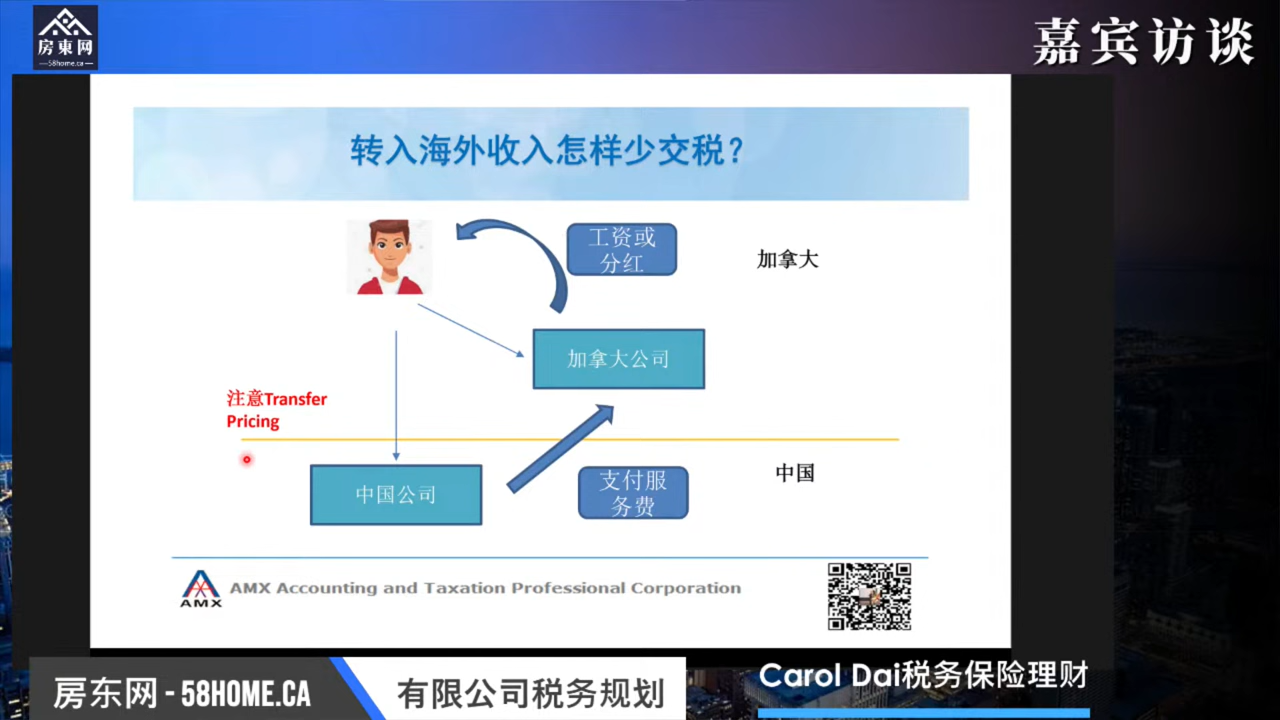 房東网
58home.ca
嘉宾访谈
转入海外收入怎样少交税?
工资或
分红
加拿大
加拿大公司
注意Transfer
Pricing
中国公司
支付服
务费
中国
AMX
AMX Accounting and Taxation Professional Corporation
房东网 - 58HOME.CA
有限公司税务规划
Carol Dai税务保险理财